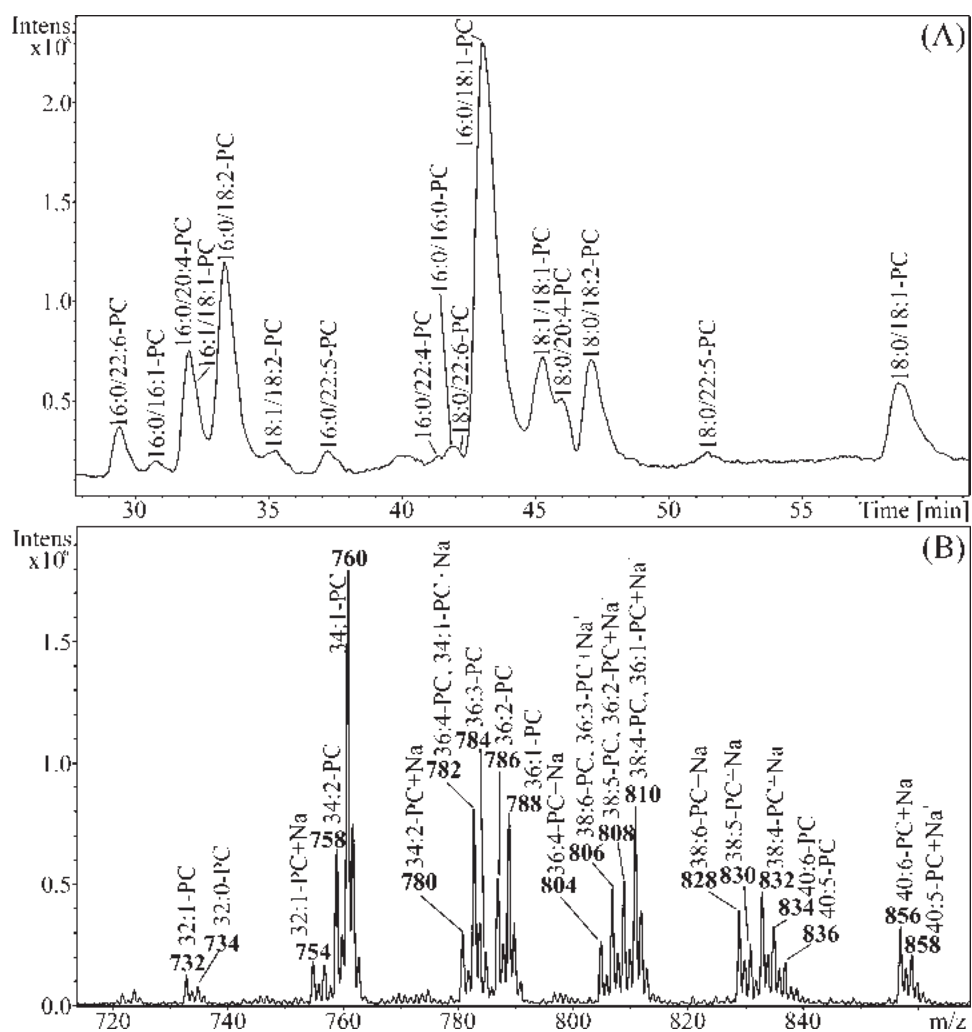 Intens.
x10⁸
(A)
2.0
1.5
1.0
0.5
16:0/22:6-PC
16:0/16:1-PC
16:0/20:4-PC
16:1/18:1-PC
16:0/18:2-PC
18:1/18:2-PC
16:0/22:5-PC
16:0/22:4-PC
16:0/16:0-PC
18:0/22:6-PC
16:0/18:1-PC
18:1/18:1-PC
18:0/20:4-PC
18:0/18:2-PC
18:0/22:5-PC
18:0/18:1-PC
30 35 40 45 50 55 Time [min]
Intens.
x10⁶
(B)
1.5
1.0
0.5
0.0
732 32:1-PC
734 32:0-PC
754 32:1-PC+Na
758 34:2-PC
760 34:1-PC
780 34:2-PC+Na
782 36:4-PC, 34:1-PC·Na
784 36:3-PC
786 36:2-PC
788 36:1-PC
804 36:4-PC–Na
806 38:6-PC, 36:3-PC+Na⁺
808 38:5-PC, 36:2-PC+Na⁺
810 38:4-PC, 36:1-PC+Na⁺
828 38:6-PC–Na
830 38:5-PC+Na
832 38:4-PC–Na
834 40:6-PC
836 40:5-PC
856 40:6-PC+Na
858 40:5-PC+Na⁺
720 740 760 780 800 820 840 m/z